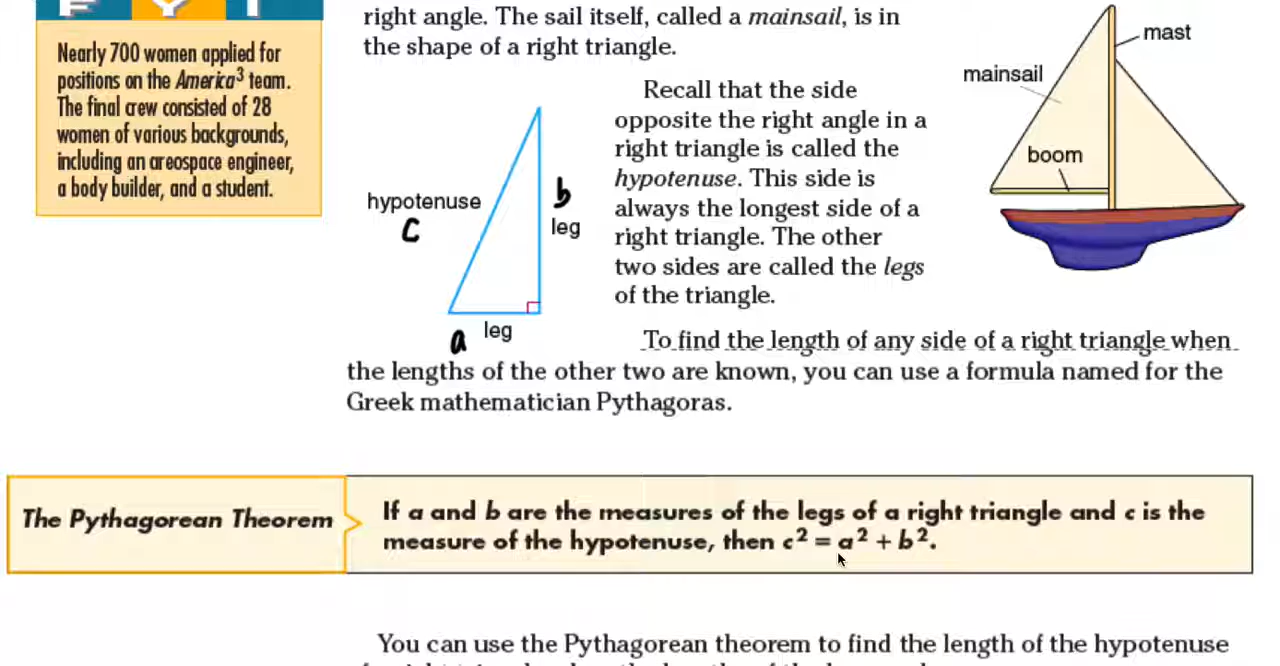 F Y I
Nearly 700 women applied for
positions on the America³ team.
The final crew consisted of 28
women of various backgrounds,
including an areospace engineer,
a body builder, and a student.
right angle. The sail itself, called a mainsail, is in
the shape of a right triangle.
hypotenuse
c
b
leg
a
leg
Recall that the side
opposite the right angle in a
right triangle is called the
hypotenuse. This side is
always the longest side of a
right triangle. The other
two sides are called the legs
of the triangle.
mast
mainsail
boom
To find the length of any side of a right triangle when
the lengths of the other two are known, you can use a formula named for the
Greek mathematician Pythagoras.
The Pythagorean Theorem
If a and b are the measures of the legs of a right triangle and c is the
measure of the hypotenuse, then c² = a² + b².
You can use the Pythagorean theorem to find the length of the hypotenuse